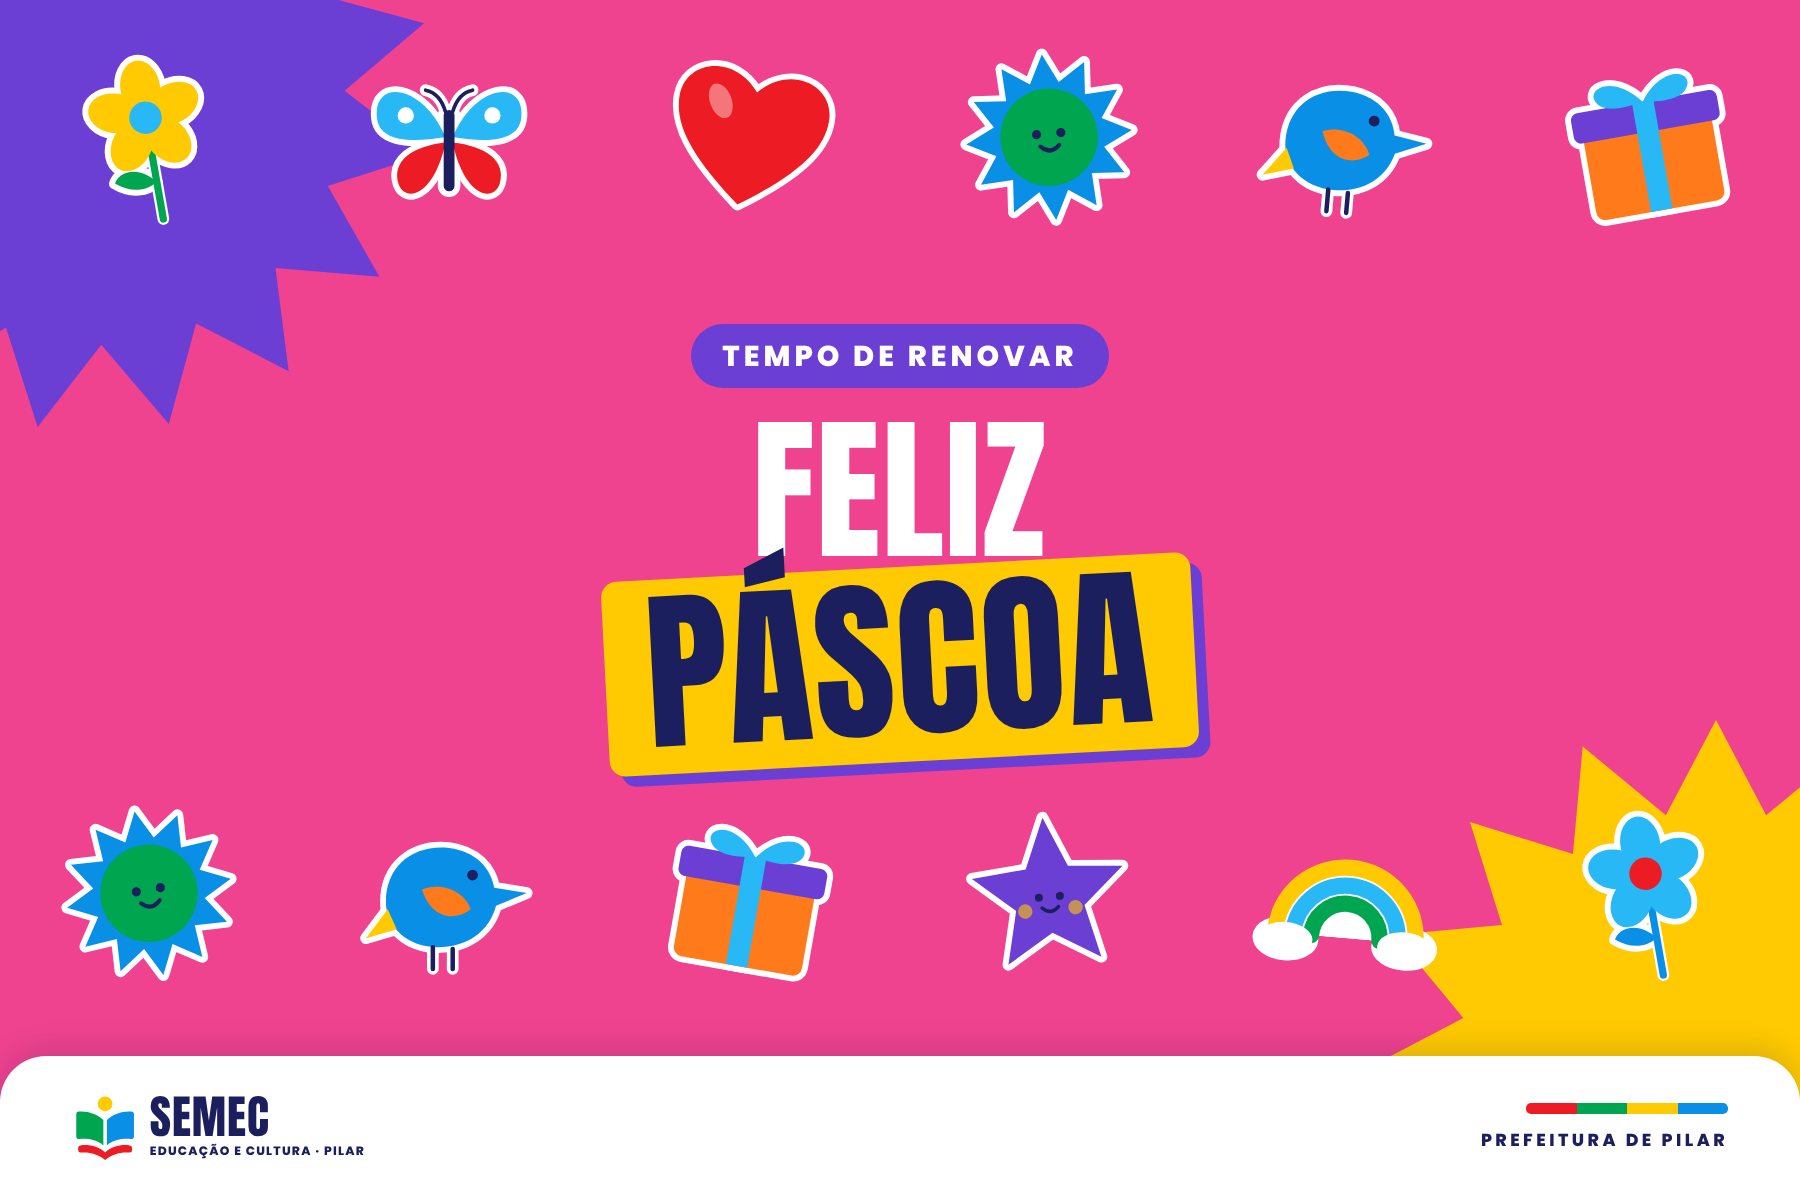 TEMPO DE RENOVAR
FELIZ
PÁSCOA
SEMEC
EDUCAÇÃO E CULTURA · PILAR
PREFEITURA DE PILAR